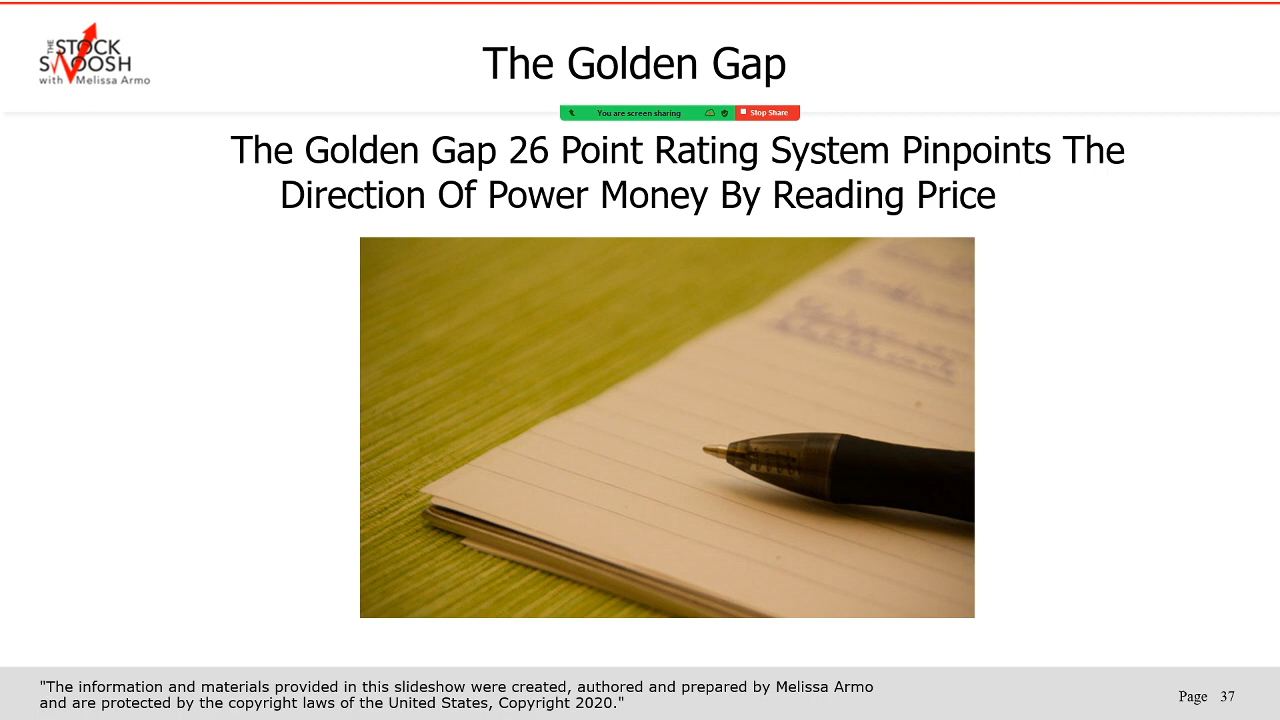 THE STOCK
SWOOSH
with Melissa Armo
The Golden Gap
You are screen sharing
Stop Share
The Golden Gap 26 Point Rating System Pinpoints The
Direction Of Power Money By Reading Price
"The information and materials provided in this slideshow were created, authored and prepared by Melissa Armo
and are protected by the copyright laws of the United States, Copyright 2020."
Page 37